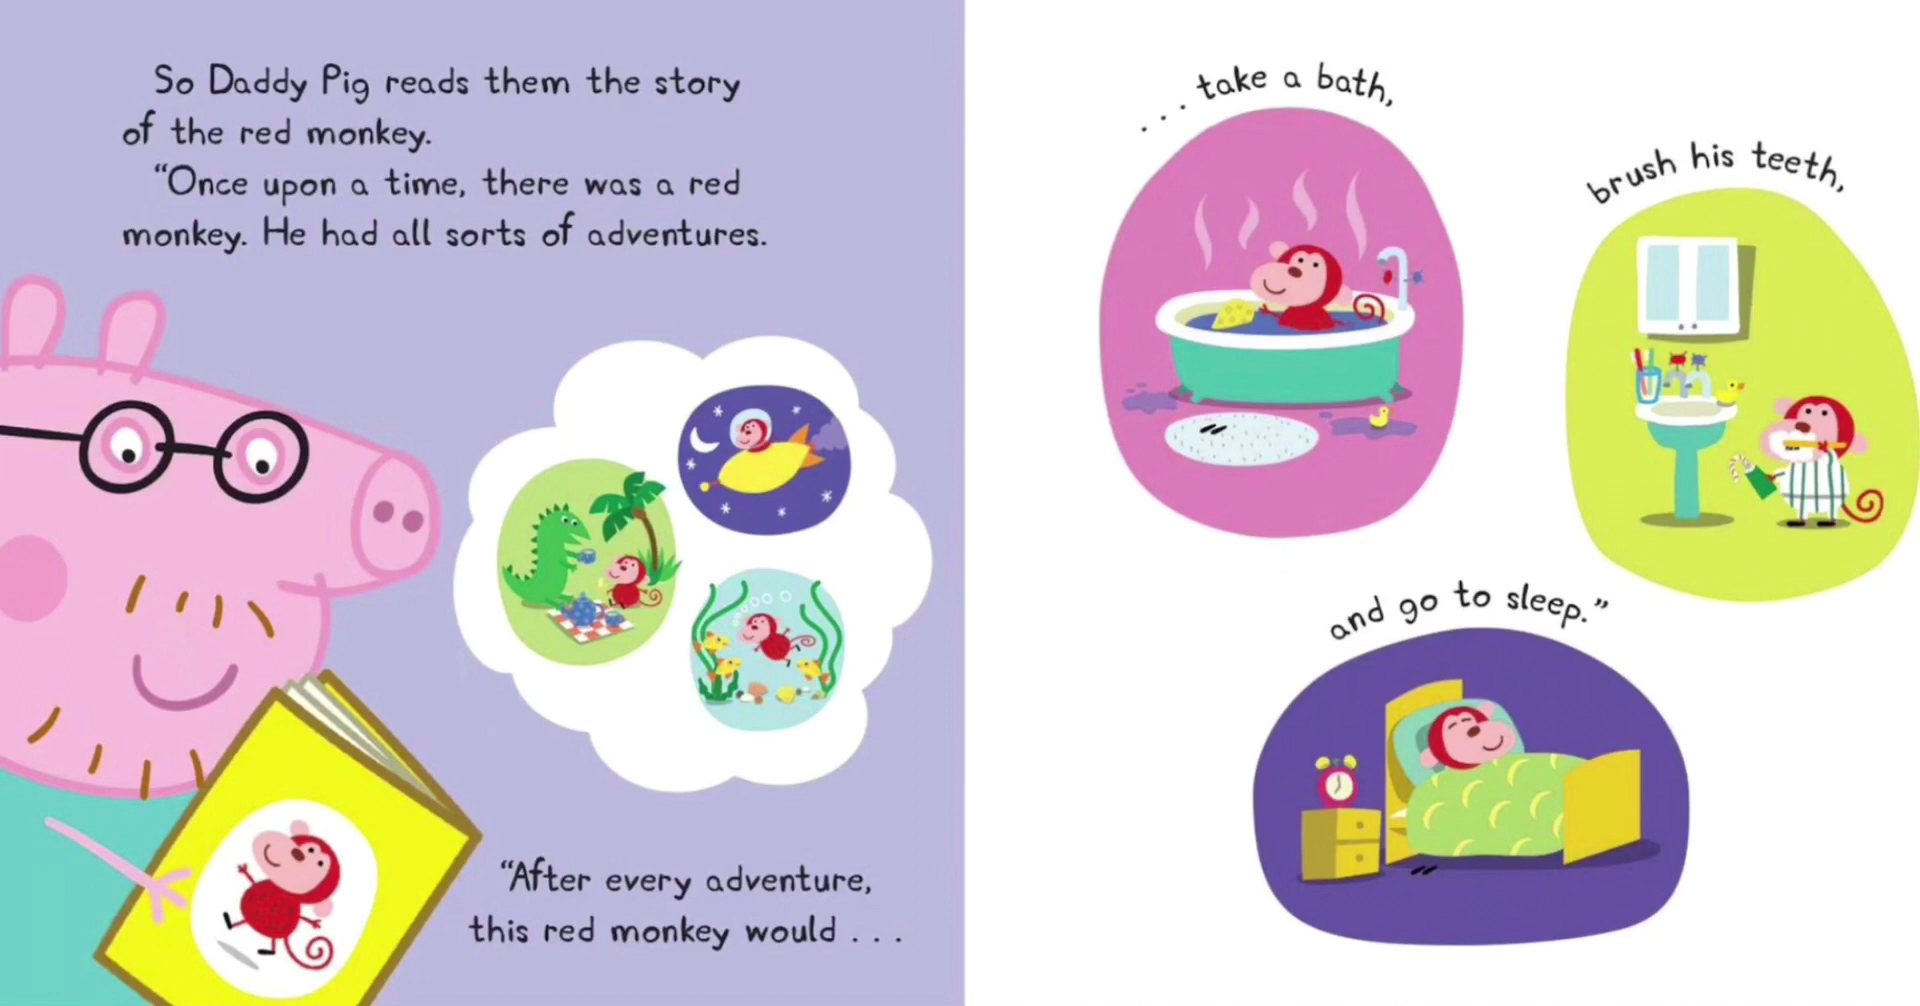 So Daddy Pig reads them the story
of the red monkey.
“Once upon a time, there was a red
monkey. He had all sorts of adventures.
“After every adventure,
this red monkey would . . .
. . . take a bath,
brush his teeth,
and go to sleep.”